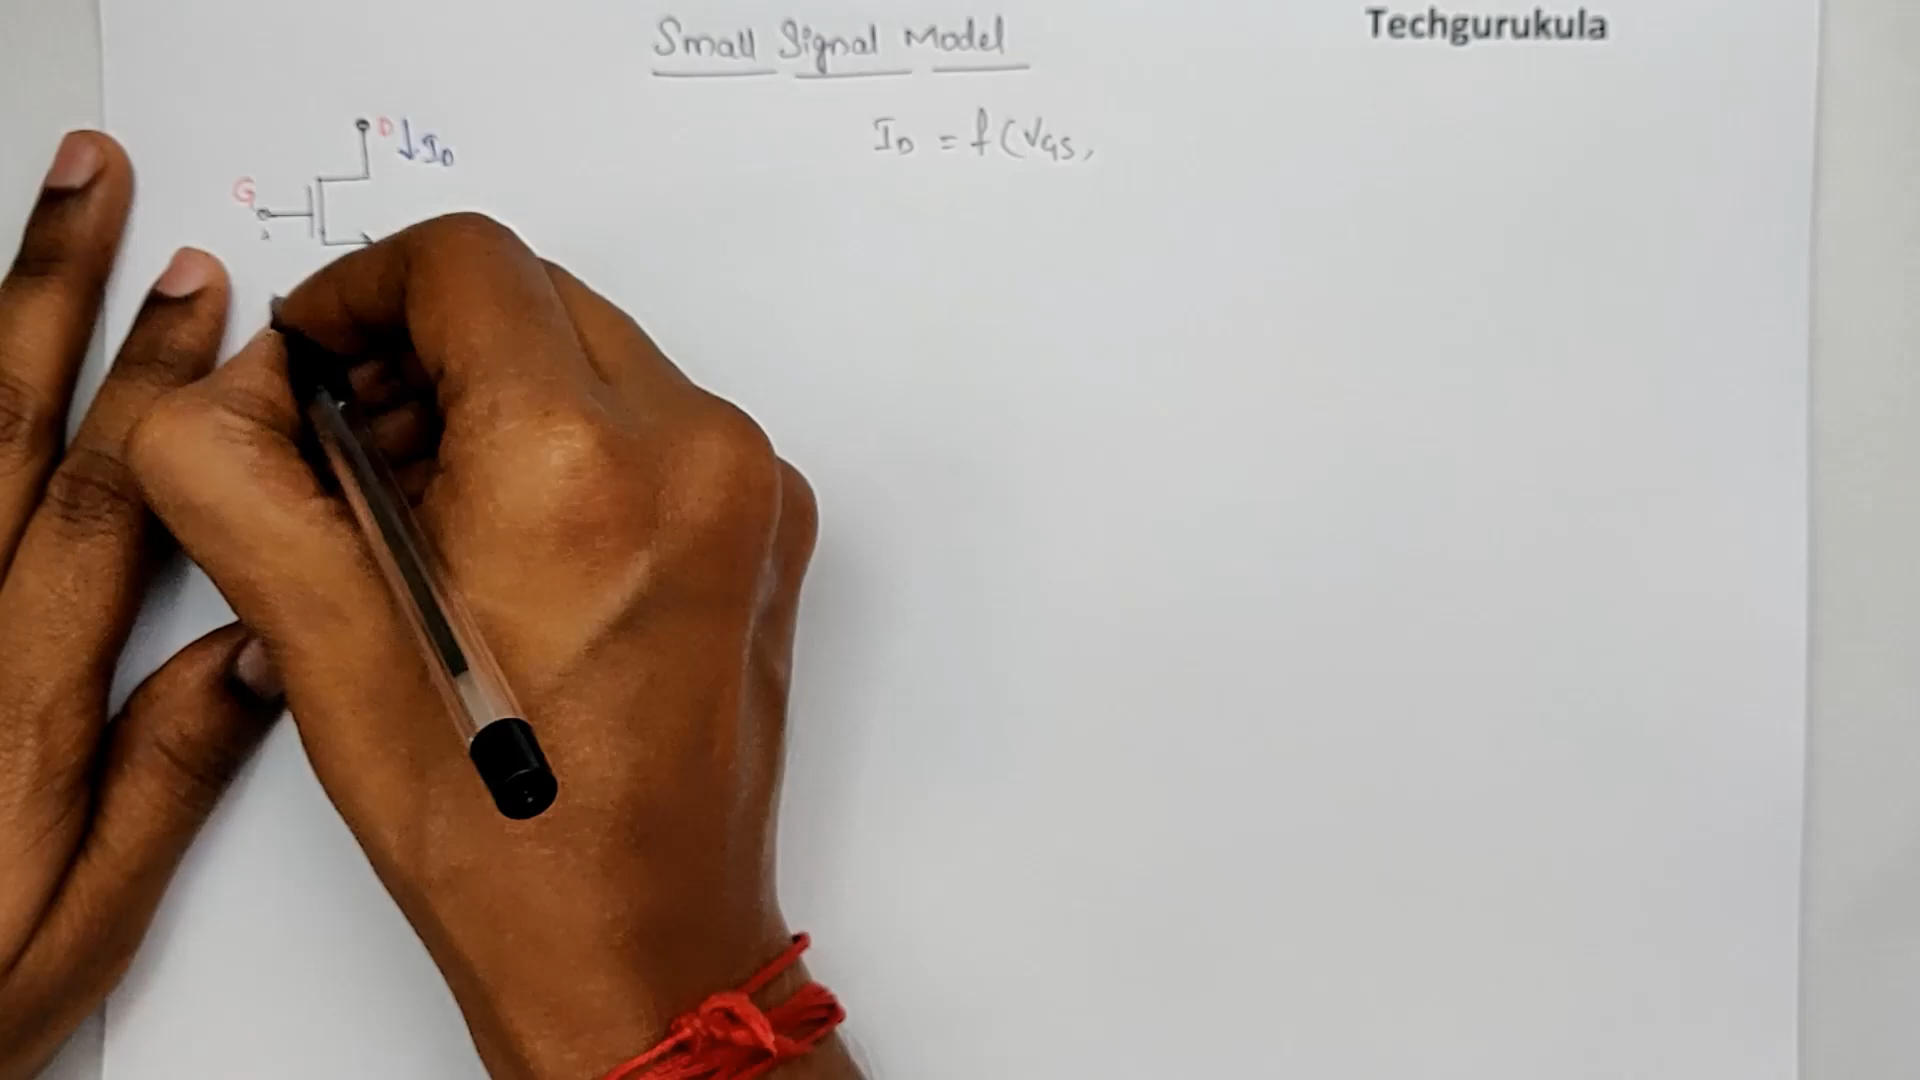 Small Signal Model
Techgurukula
D ↓I_D
I_D = f(V_GS,
G